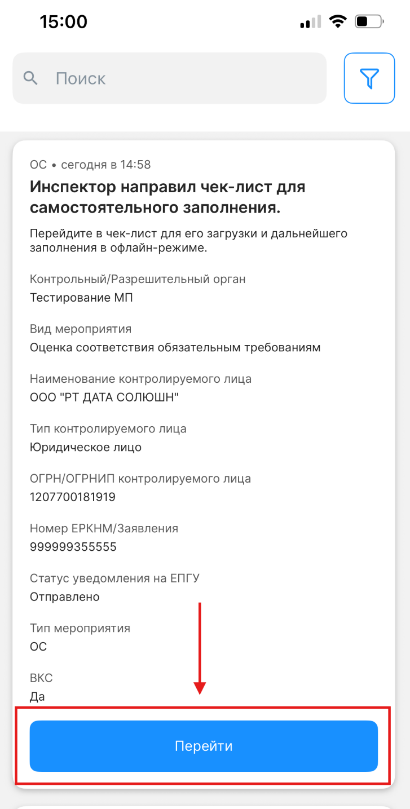 15:00
Поиск
ОС • сегодня в 14:58
Инспектор направил чек-лист для
самостоятельного заполнения.
Перейдите в чек-лист для его загрузки и дальнейшего
заполнения в офлайн-режиме.
Контрольный/Разрешительный орган
Тестирование МП
Вид мероприятия
Оценка соответствия обязательным требованиям
Наименование контролируемого лица
ООО "РТ ДАТА СОЛЮШН"
Тип контролируемого лица
Юридическое лицо
ОГРН/ОГРНИП контролируемого лица
1207700181919
Номер ЕРКНМ/Заявления
999999355555
Статус уведомления на ЕПГУ
Отправлено
Тип мероприятия
ОС
ВКС
Да
Перейти